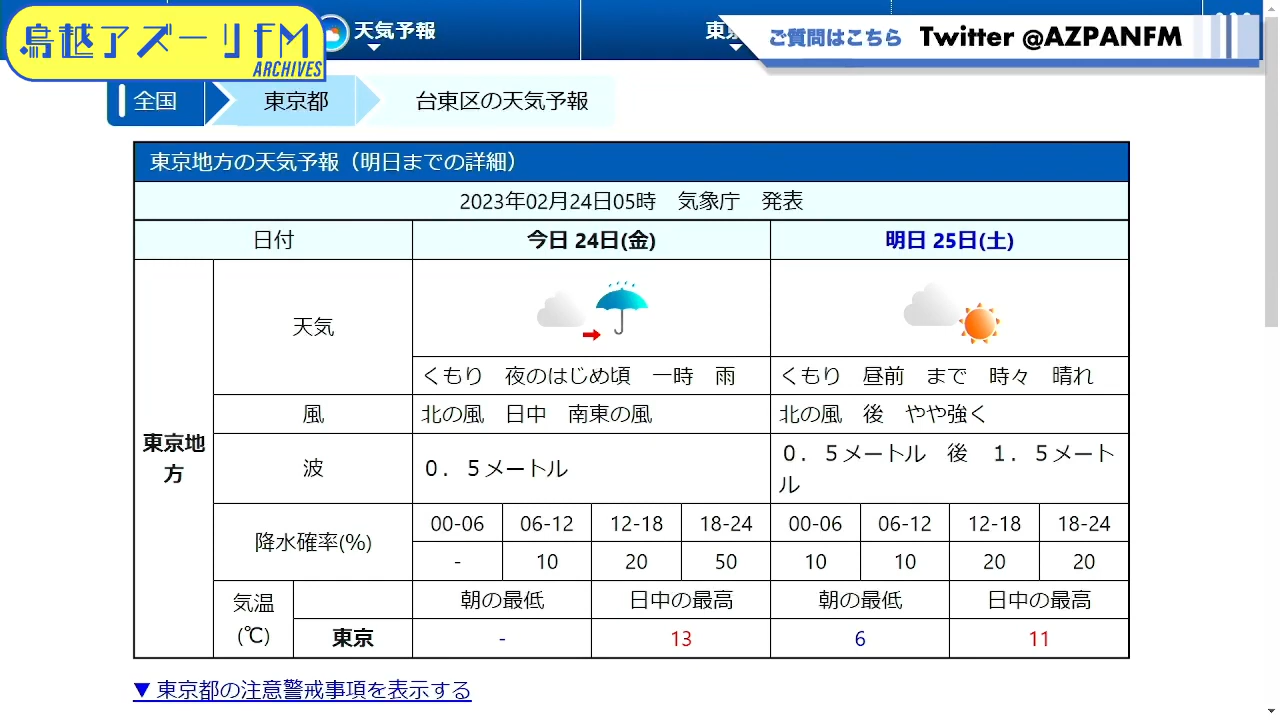 鳥越アズーリFM
ARCHIVES
天気予報
東京
ご質問はこちら Twitter @AZPANFM
全国 東京都 台東区の天気予報
東京地方の天気予報（明日までの詳細）
2023年02月24日05時 気象庁 発表
日付 今日 24日(金) 明日 25日(土)
東京地方
天気
くもり 夜のはじめ頃 一時 雨 くもり 昼前 まで 時々 晴れ
風 北の風 日中 南東の風 北の風 後 やや強く
波 ０．５メートル ０．５メートル 後 １．５メートル
降水確率(%) 00-06 06-12 12-18 18-24 00-06 06-12 12-18 18-24
- 10 20 50 10 10 20 20
気温(℃) 朝の最低 日中の最高 朝の最低 日中の最高
東京 - 13 6 11
▼ 東京都の注意警戒事項を表示する